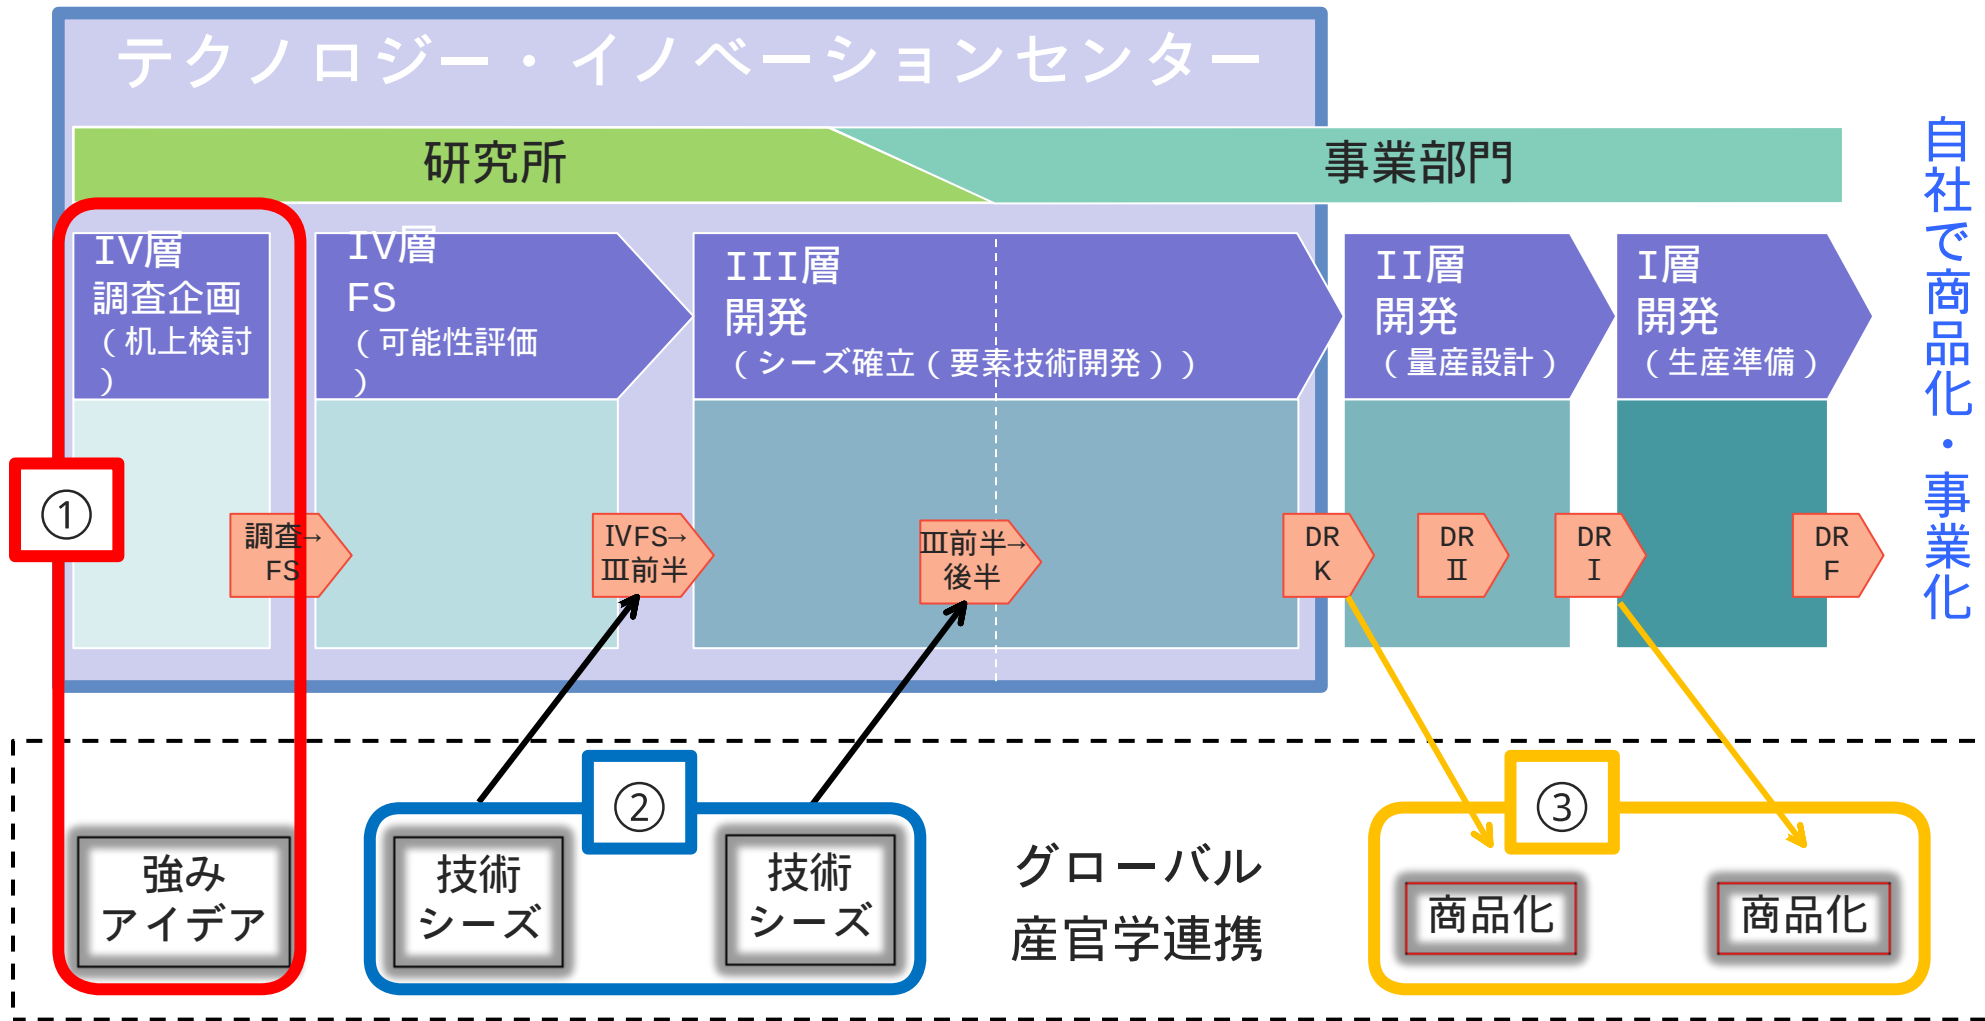 テクノロジー・イノベーションセンター
研究所
事業部門
自社で商品化・事業化
IV層
調査企画
（机上検討
）
IV層
FS
（可能性評価
）
III層
開発
（シーズ確立（要素技術開発））
II層
開発
（量産設計）
I層
開発
（生産準備）
①
調査→
FS
ⅣFS→
Ⅲ前半
Ⅲ前半→
後半
DR
K
DR
Ⅱ
DR
I
DR
F
②
③
強み
アイデア
技術
シーズ
技術
シーズ
グローバル
産官学連携
商品化
商品化